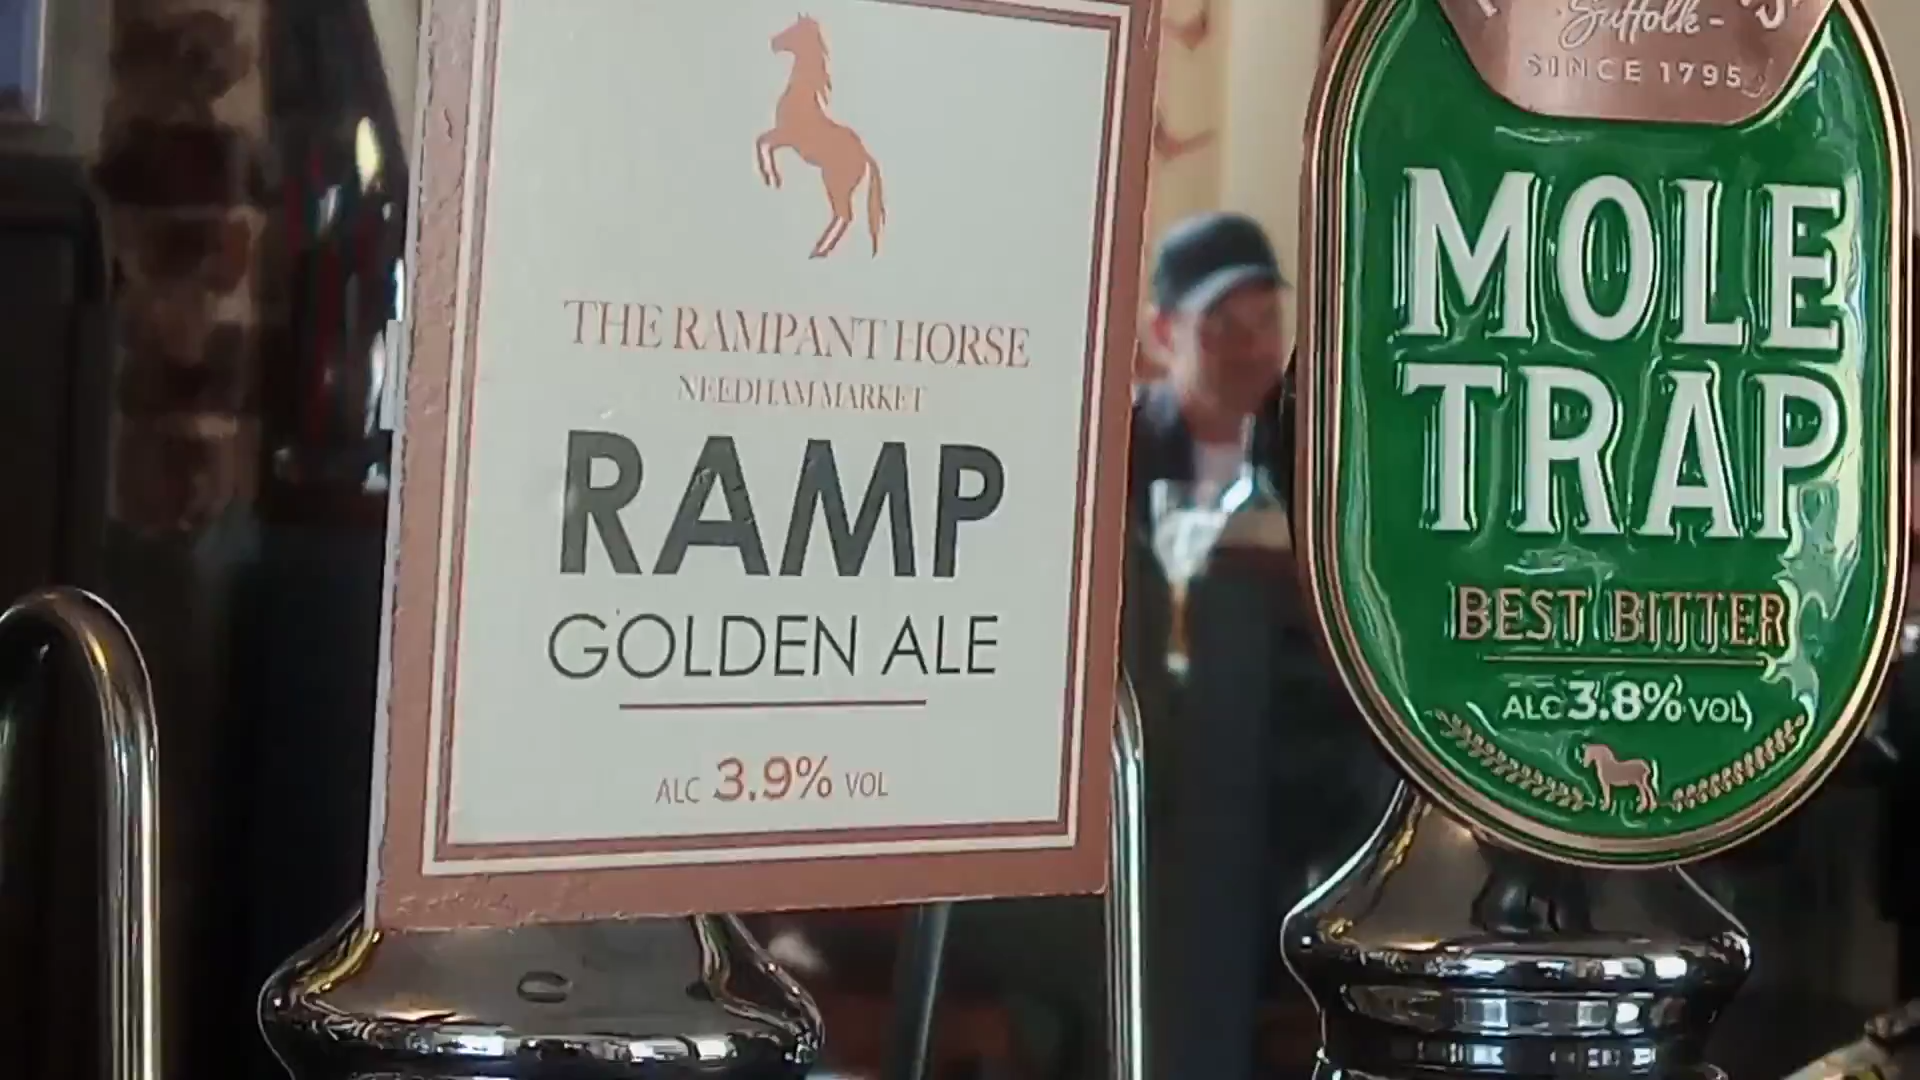 THE RAMPANT HORSE
NEEDHAM MARKET
RAMP
GOLDEN ALE
ALC 3.9% VOL
Suffolk -
SINCE 1795
MOLE
TRAP
BEST BITTER
ALC 3.8% VOL